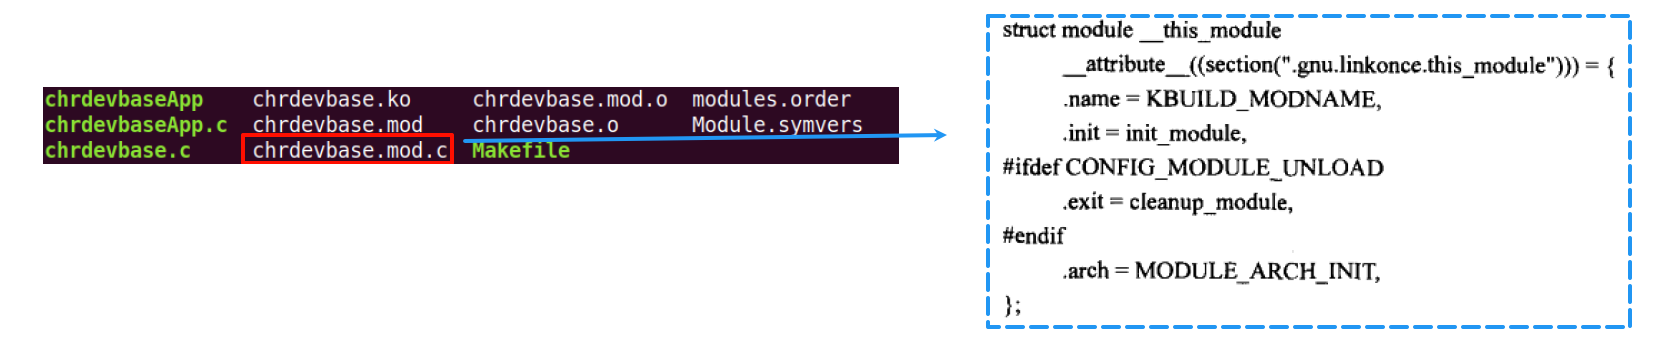 chrdevbaseApp chrdevbase.ko chrdevbase.mod.o modules.order
chrdevbaseApp.c chrdevbase.mod chrdevbase.o Module.symvers
chrdevbase.c chrdevbase.mod.c Makefile
struct module __this_module
__attribute__((section(".gnu.linkonce.this_module"))) = {
.name = KBUILD_MODNAME,
.init = init_module,
#ifdef CONFIG_MODULE_UNLOAD
.exit = cleanup_module,
#endif
.arch = MODULE_ARCH_INIT,
};